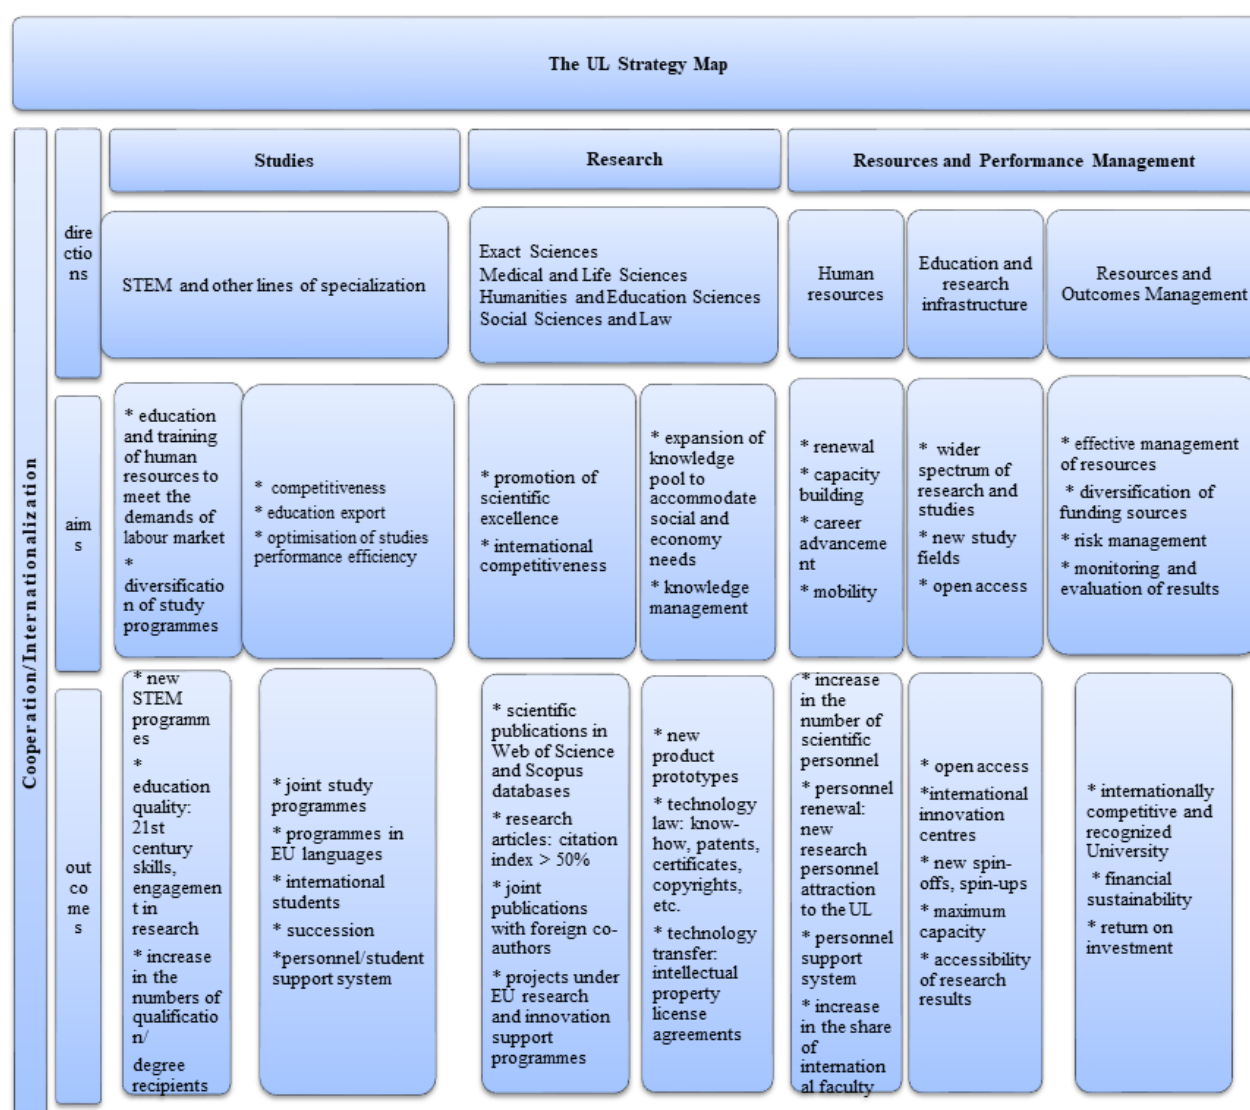 The UL Strategy Map
Cooperation/Internationalization
dire
ctio
ns
Studies
Research
Resources and Performance Management
STEM and other lines of specialization
Exact Sciences
Medical and Life Sciences
Humanities and Education Sciences
Social Sciences and Law
Human
resources
Education and
research
infrastructure
Resources and
Outcomes Management
aim
s
* education
and training
of human
resources to
meet the
demands of
labour market
*
diversificatio
n of study
programmes
* competitiveness
* education export
* optimisation of studies
performance efficiency
* promotion of
scientific
excellence
* international
competitiveness
* expansion of
knowledge
pool to
accommodate
social and
economy
needs
* knowledge
management
* renewal
* capacity
building
* career
advanceme
nt
* mobility
* wider
spectrum of
research and
studies
* new study
fields
* open access
* effective management
of resources
* diversification of
funding sources
* risk management
* monitoring and
evaluation of results
out
co
me
s
* new
STEM
programm
es
*
education
quality:
21st
century
skills,
engagemen
t in
research
* increase
in the
numbers of
qualificatio
n/
degree
recipients
* joint study
programmes
* programmes in
EU languages
* international
students
* succession
*personnel/student
support system
* scientific
publications in
Web of Science
and Scopus
databases
* research
articles: citation
index > 50%
* joint
publications
with foreign co-
authors
* projects under
EU research
and innovation
support
programmes
* new
product
prototypes
* technology
law: know-
how, patents,
certificates,
copyrights,
etc.
* technology
transfer:
intellectual
property
license
agreements
* increase
in the
number of
scientific
personnel
* personnel
renewal:
new
research
personnel
attraction
to the UL
* personnel
support
system
* increase
in the share
of
internation
al faculty
* open access
*international
innovation
centres
* new spin-
offs, spin-ups
* maximum
capacity
* accessibility
of research
results
* internationally
competitive and
recognized
University
* financial
sustainability
* return on
investment